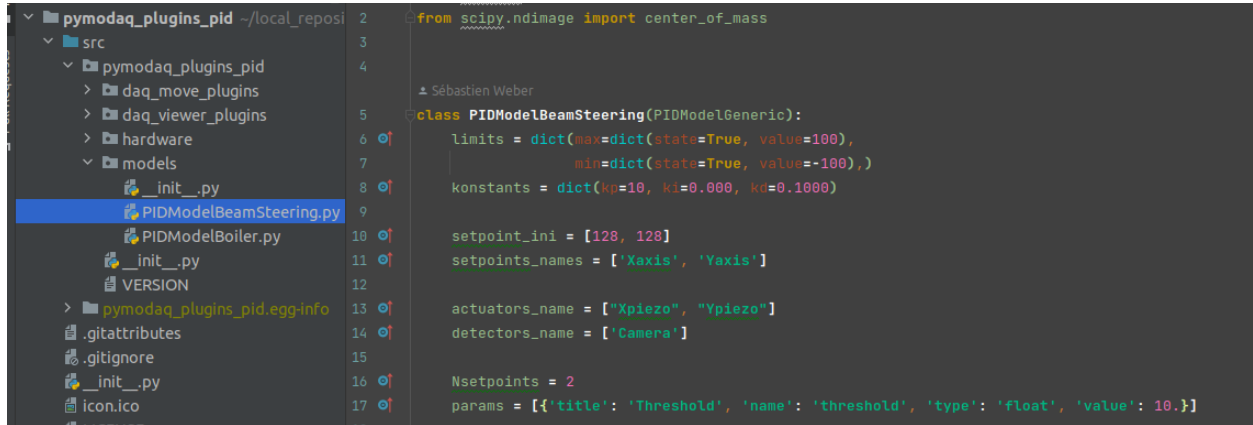 pymodaq_plugins_pid ~/local_reposi
src
pymodaq_plugins_pid
daq_move_plugins
daq_viewer_plugins
hardware
models
__init__.py
PIDModelBeamSteering.py
PIDModelBoiler.py
__init__.py
VERSION
pymodaq_plugins_pid.egg-info
.gitattributes
.gitignore
__init__.py
icon.ico
2 from scipy.ndimage import center_of_mass
3
4
Sébastien Weber
5 class PIDModelBeamSteering(PIDModelGeneric):
6 limits = dict(max=dict(state=True, value=100),
7 min=dict(state=True, value=-100),)
8 konstants = dict(kp=10, ki=0.000, kd=0.1000)
9
10 setpoint_ini = [128, 128]
11 setpoints_names = ['Xaxis', 'Yaxis']
12
13 actuators_name = ["Xpiezo", "Ypiezo"]
14 detectors_name = ['Camera']
15
16 Nsetpoints = 2
17 params = [{'title': 'Threshold', 'name': 'threshold', 'type': 'float', 'value': 10.}]